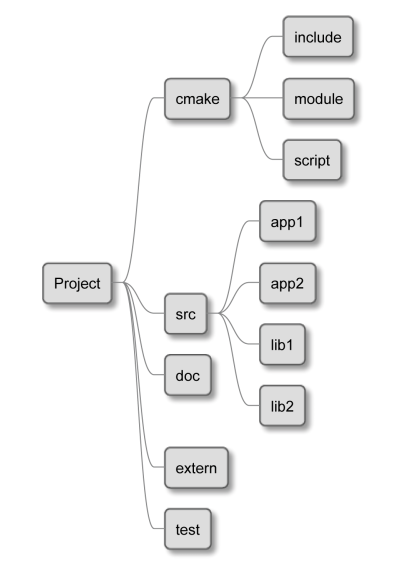 include
cmake
module
script
app1
Project
app2
src
lib1
doc
lib2
extern
test